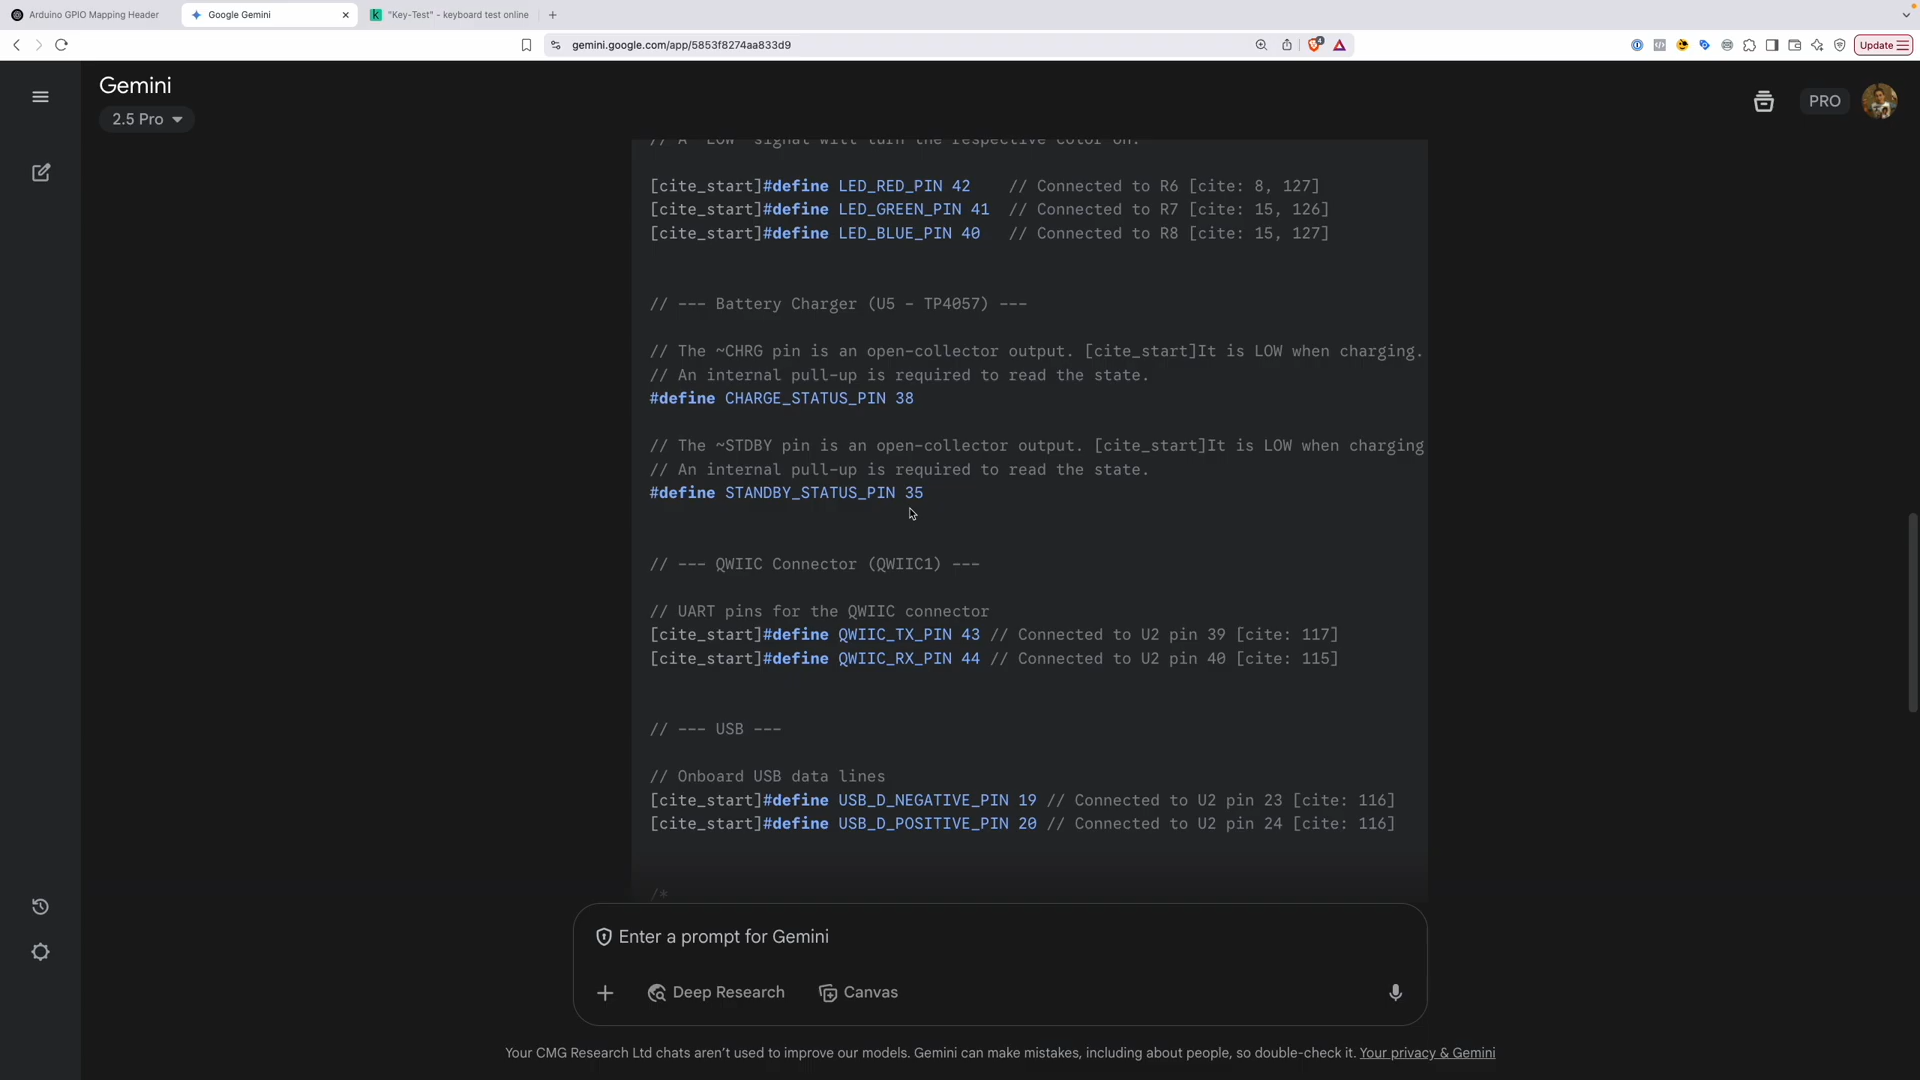 Arduino GPIO Mapping Header
Google Gemini
"Key-Test" - keyboard test online
gemini.google.com/app/5853f8274aa833d9
4
Update
Gemini
2.5 Pro
PRO
// A "LOW" signal will turn the respective color on.
[cite_start]#define LED_RED_PIN 42    // Connected to R6 [cite: 8, 127]
[cite_start]#define LED_GREEN_PIN 41  // Connected to R7 [cite: 15, 126]
[cite_start]#define LED_BLUE_PIN 40   // Connected to R8 [cite: 15, 127]
// --- Battery Charger (U5 - TP4057) ---
// The ~CHRG pin is an open-collector output. [cite_start]It is LOW when charging.
// An internal pull-up is required to read the state.
#define CHARGE_STATUS_PIN 38
// The ~STDBY pin is an open-collector output. [cite_start]It is LOW when charging
// An internal pull-up is required to read the state.
#define STANDBY_STATUS_PIN 35
// --- QWIIC Connector (QWIIC1) ---
// UART pins for the QWIIC connector
[cite_start]#define QWIIC_TX_PIN 43 // Connected to U2 pin 39 [cite: 117]
[cite_start]#define QWIIC_RX_PIN 44 // Connected to U2 pin 40 [cite: 115]
// --- USB ---
// Onboard USB data lines
[cite_start]#define USB_D_NEGATIVE_PIN 19 // Connected to U2 pin 23 [cite: 116]
[cite_start]#define USB_D_POSITIVE_PIN 20 // Connected to U2 pin 24 [cite: 116]
/*
Enter a prompt for Gemini
Deep Research
Canvas
Your CMG Research Ltd chats aren't used to improve our models. Gemini can make mistakes, including about people, so double-check it. Your privacy & Gemini